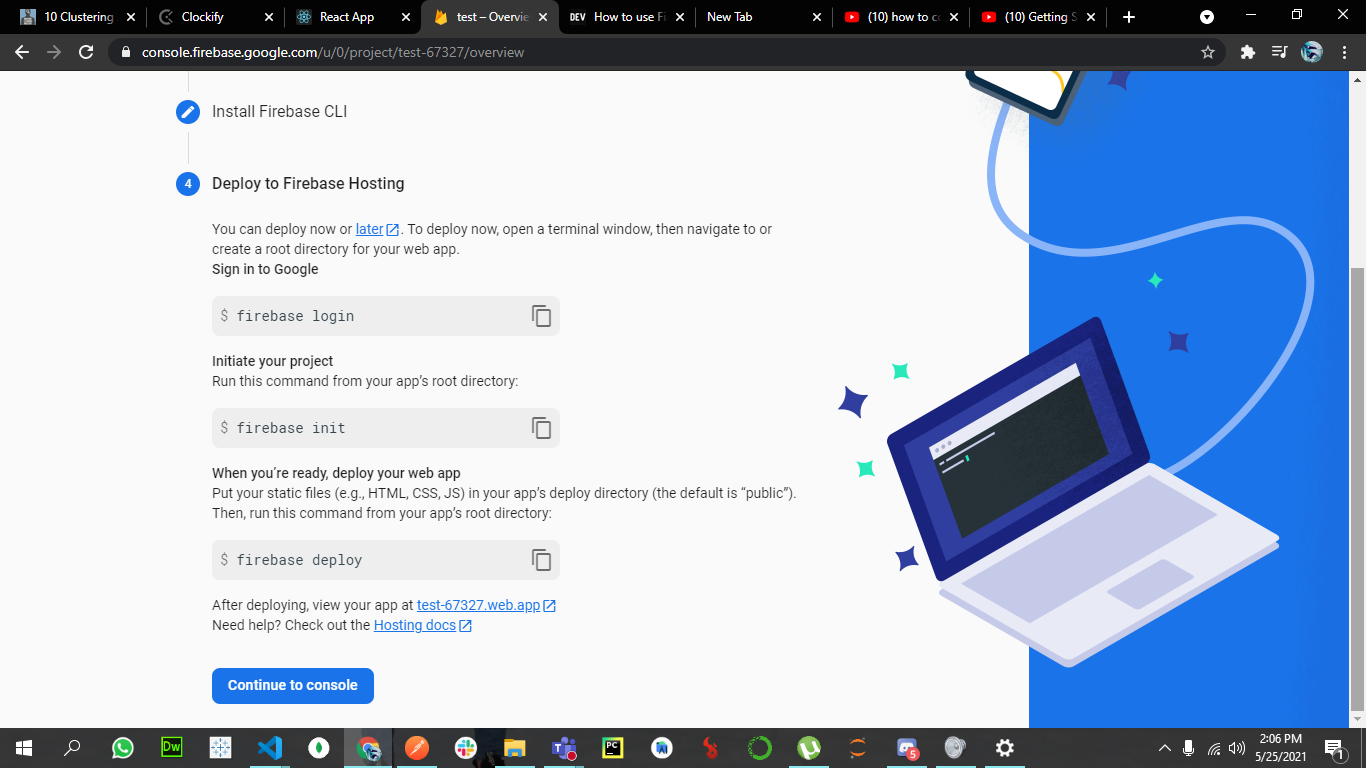 10 Clustering
Clockify
React App
test – Overvie
DEV How to use Fi
New Tab
(10) how to co
(10) Getting S
console.firebase.google.com/u/0/project/test-67327/overview
Install Firebase CLI
4 Deploy to Firebase Hosting
You can deploy now or later. To deploy now, open a terminal window, then navigate to or
create a root directory for your web app.
Sign in to Google
$ firebase login
Initiate your project
Run this command from your app’s root directory:
$ firebase init
When you’re ready, deploy your web app
Put your static files (e.g., HTML, CSS, JS) in your app’s deploy directory (the default is “public”).
Then, run this command from your app’s root directory:
$ firebase deploy
After deploying, view your app at test-67327.web.app
Need help? Check out the Hosting docs
Continue to console
Dw
PC
5
2:06 PM
5/25/2021
1